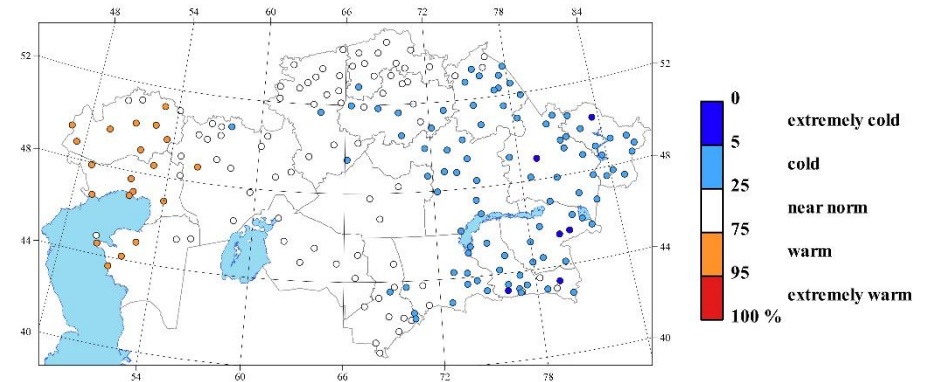 48 54 60 66 72 78 84
52 52
48 48
44 44
40 40
54 60 66 72 78
0
extremely cold
5
cold
25
near norm
75
warm
95
extremely warm
100 %